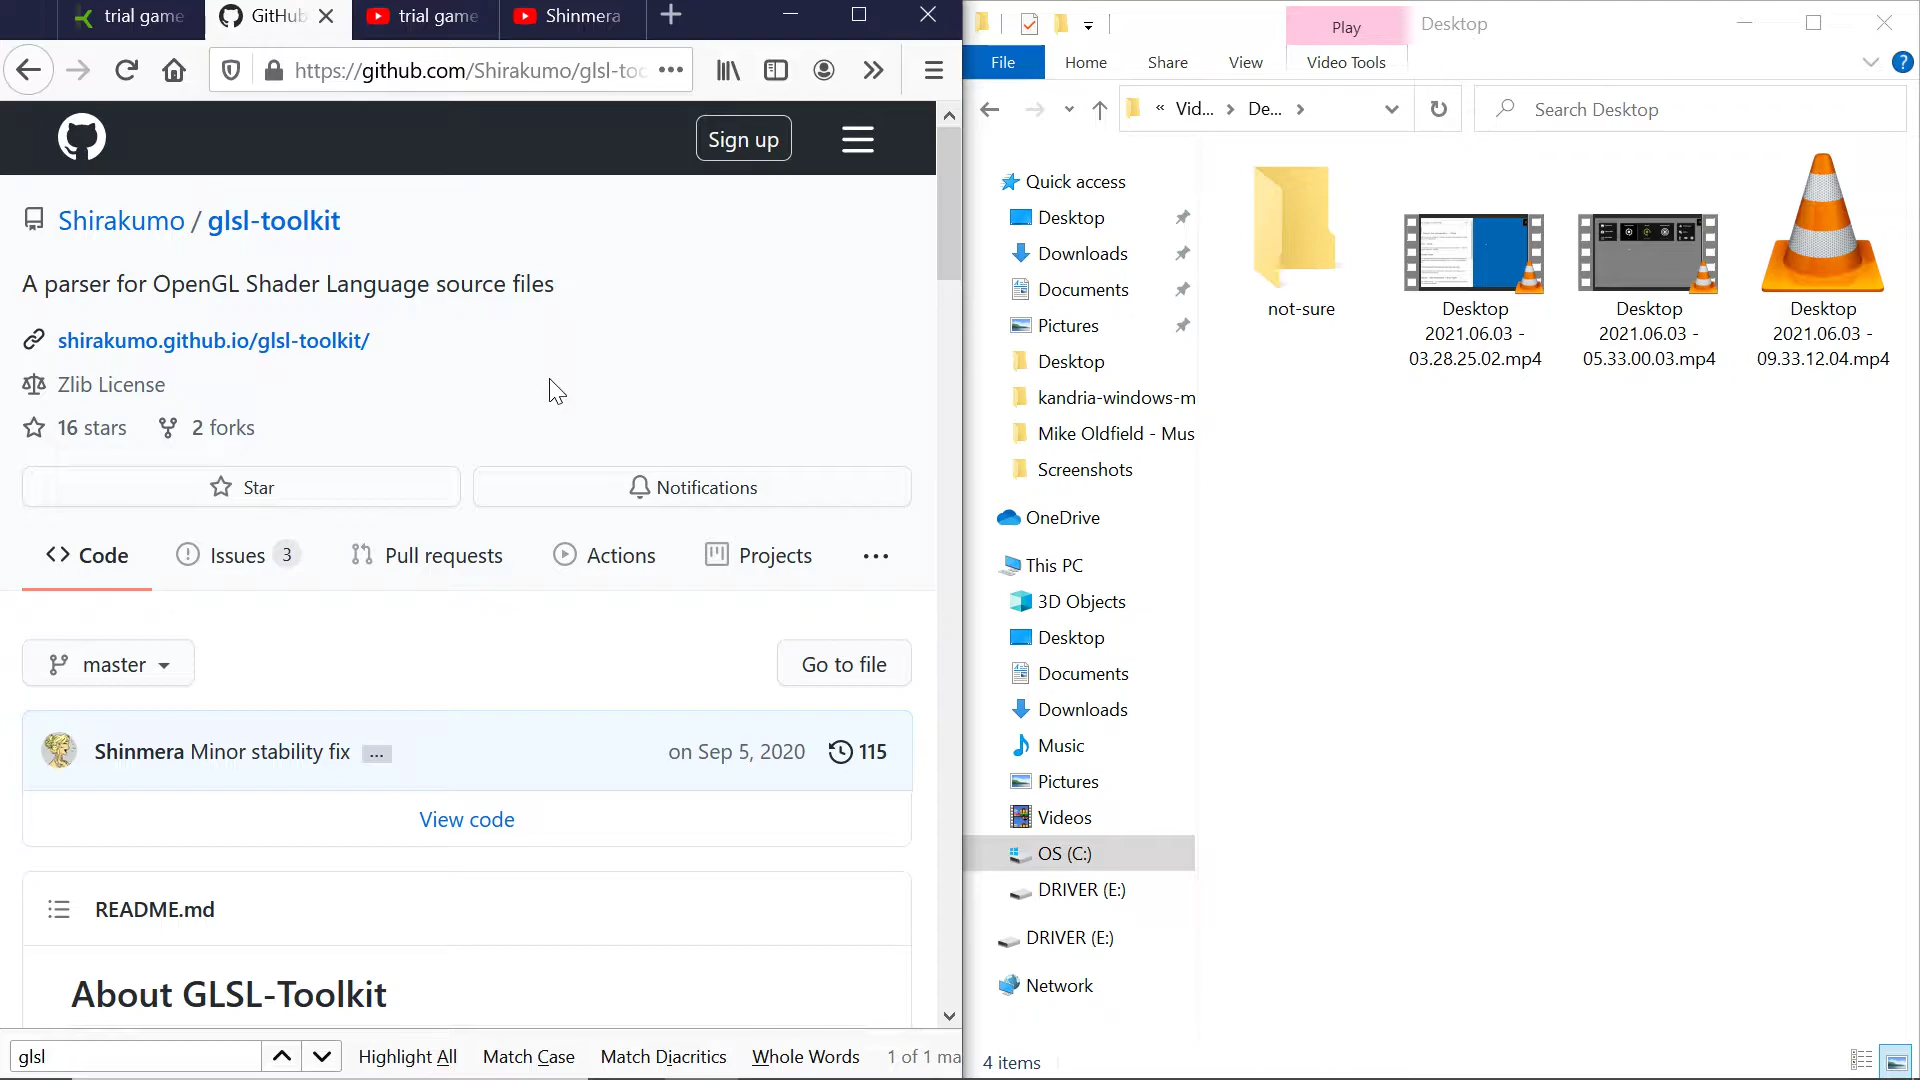 trial game
GitHub
trial game
Shinmera
https://github.com/Shirakumo/glsl-too
Sign up
Shirakumo / glsl-toolkit
A parser for OpenGL Shader Language source files
shirakumo.github.io/glsl-toolkit/
Zlib License
16 stars
2 forks
Star
Notifications
Code
Issues 3
Pull requests
Actions
Projects
master
Go to file
Shinmera Minor stability fix ...
on Sep 5, 2020
115
View code
README.md
About GLSL-Toolkit
glsl
Highlight All
Match Case
Match Diacritics
Whole Words
1 of 1 ma
Play
Desktop
File
Home
Share
View
Video Tools
« Vid... > De... >
Search Desktop
Quick access
Desktop
Downloads
Documents
Pictures
Desktop
kandria-windows-m
Mike Oldfield - Mus
Screenshots
OneDrive
This PC
3D Objects
Desktop
Documents
Downloads
Music
Pictures
Videos
OS (C:)
DRIVER (E:)
DRIVER (E:)
Network
not-sure
Desktop
2021.06.03 -
03.28.25.02.mp4
Desktop
2021.06.03 -
05.33.00.03.mp4
Desktop
2021.06.03 -
09.33.12.04.mp4
4 items